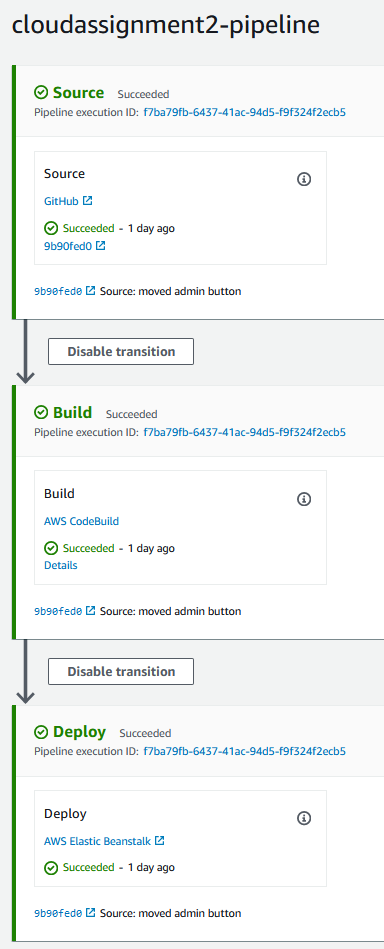 cloudassignment2-pipeline
Source Succeeded
Pipeline execution ID: f7ba79fb-6437-41ac-94d5-f9f324f2ecb5
Source
GitHub
Succeeded - 1 day ago
9b90fed0
9b90fed0 Source: moved admin button
Disable transition
Build Succeeded
Pipeline execution ID: f7ba79fb-6437-41ac-94d5-f9f324f2ecb5
Build
AWS CodeBuild
Succeeded - 1 day ago
Details
9b90fed0 Source: moved admin button
Disable transition
Deploy Succeeded
Pipeline execution ID: f7ba79fb-6437-41ac-94d5-f9f324f2ecb5
Deploy
AWS Elastic Beanstalk
Succeeded - 1 day ago
9b90fed0 Source: moved admin button